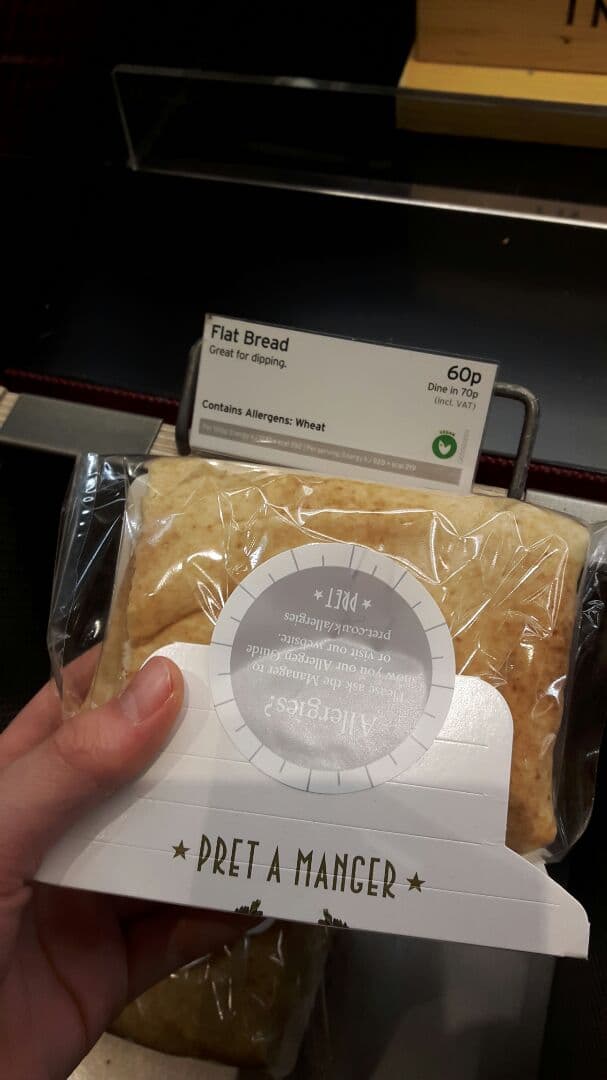 IN
Flat Bread
Great for dipping.
60p
Dine in 70p
(incl. VAT)
Contains Allergens: Wheat
Allergies?
Please ask the Manager to
show you our Allergen Guide
or visit our website.
pret.co.uk/allergies
★ PRET ★
★ PRET A MANGER ★